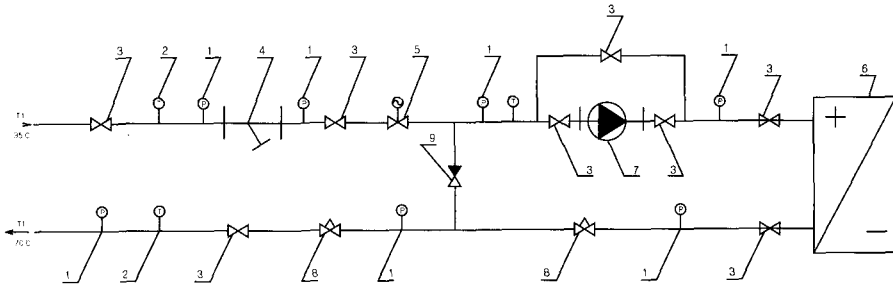 3
3 2 1 4 1 3 5 1 1 3 6
T1
95 C
P P P T P
+
9 3 7 3
P T P P
T1
70 C
−
1 2 3 8 1 8 1 3